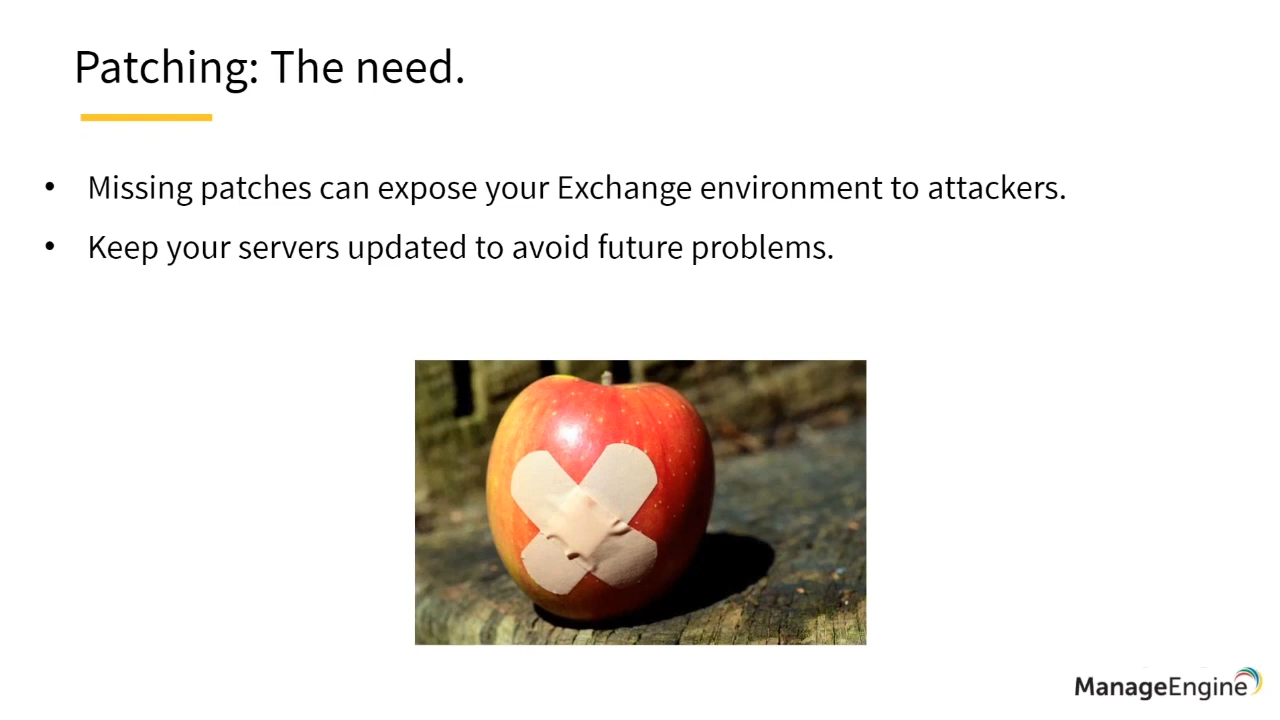 Patching: The need.
• Missing patches can expose your Exchange environment to attackers.
• Keep your servers updated to avoid future problems.
ManageEngine